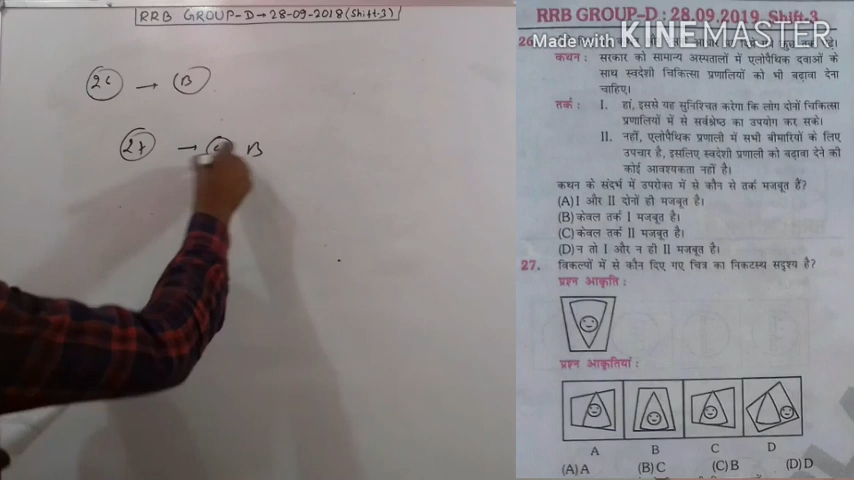 RRB GROUP-D → 28-09-2018 (Shift-3)
26 → B
27 → B
RRB GROUP-D : 28.09.2019 Shift-3
Made with KINEMASTER
26.
कथन : सरकार को सामान्य अस्पतालों में एलोपैथिक दवाओं के
साथ स्वदेशी चिकित्सा प्रणालियों को भी बढ़ावा देना
चाहिए।
तर्क : I. हां, इससे यह सुनिश्चित करेगा कि लोग दोनों चिकित्सा
प्रणालियों में से सर्वश्रेष्ठ का उपयोग कर सकें।
II. नहीं, एलोपैथिक प्रणाली में सभी बीमारियों के लिए
उपचार है, इसलिए स्वदेशी प्रणाली को बढ़ावा देने की
कोई आवश्यकता नहीं है।
कथन के संदर्भ में उपरोक्त में से कौन से तर्क मजबूत हैं?
(A) I और II दोनों ही मजबूत है।
(B) केवल तर्क I मजबूत है।
(C) केवल तर्क II मजबूत है।
(D) न तो I और न ही II मजबूत है।
27. विकल्पों में से कौन दिए गए चित्र का निकटस्थ सदृश्य है?
प्रश्न आकृति :
प्रश्न आकृतियां :
A B C D
(A) A (B) C (C) B (D) D